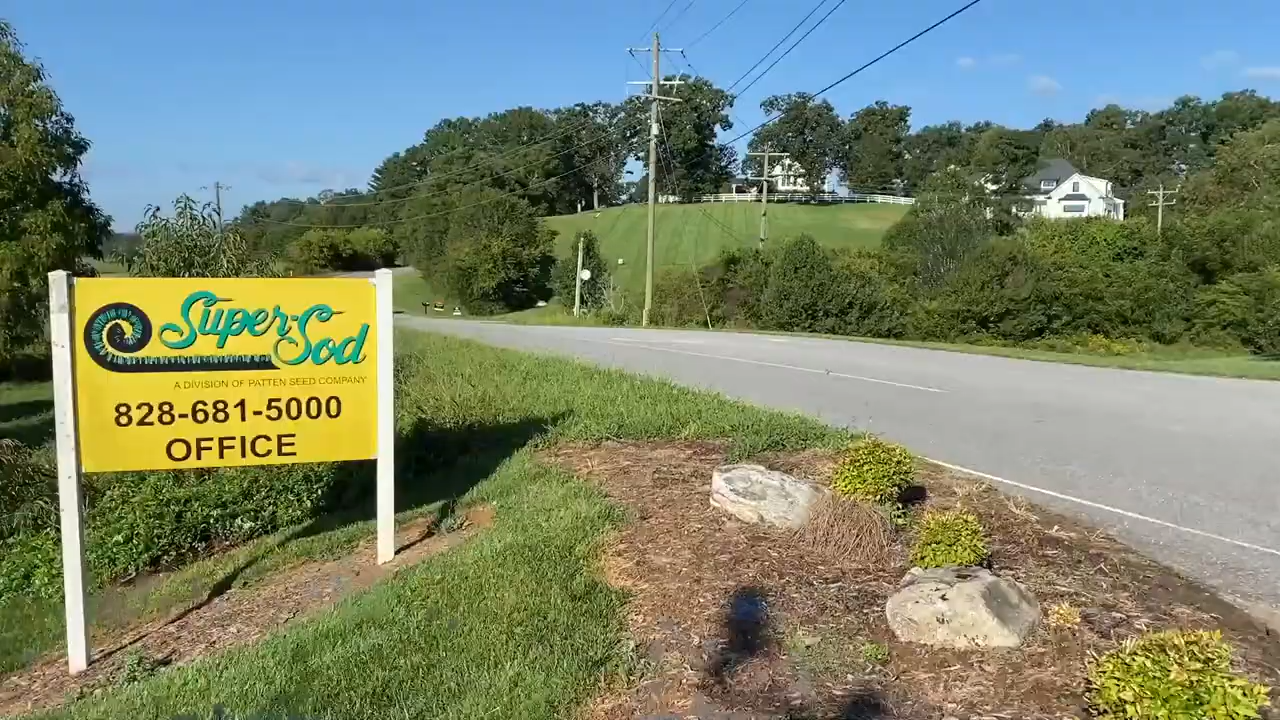 Super-Sod
A DIVISION OF PATTEN SEED COMPANY
828-681-5000
OFFICE